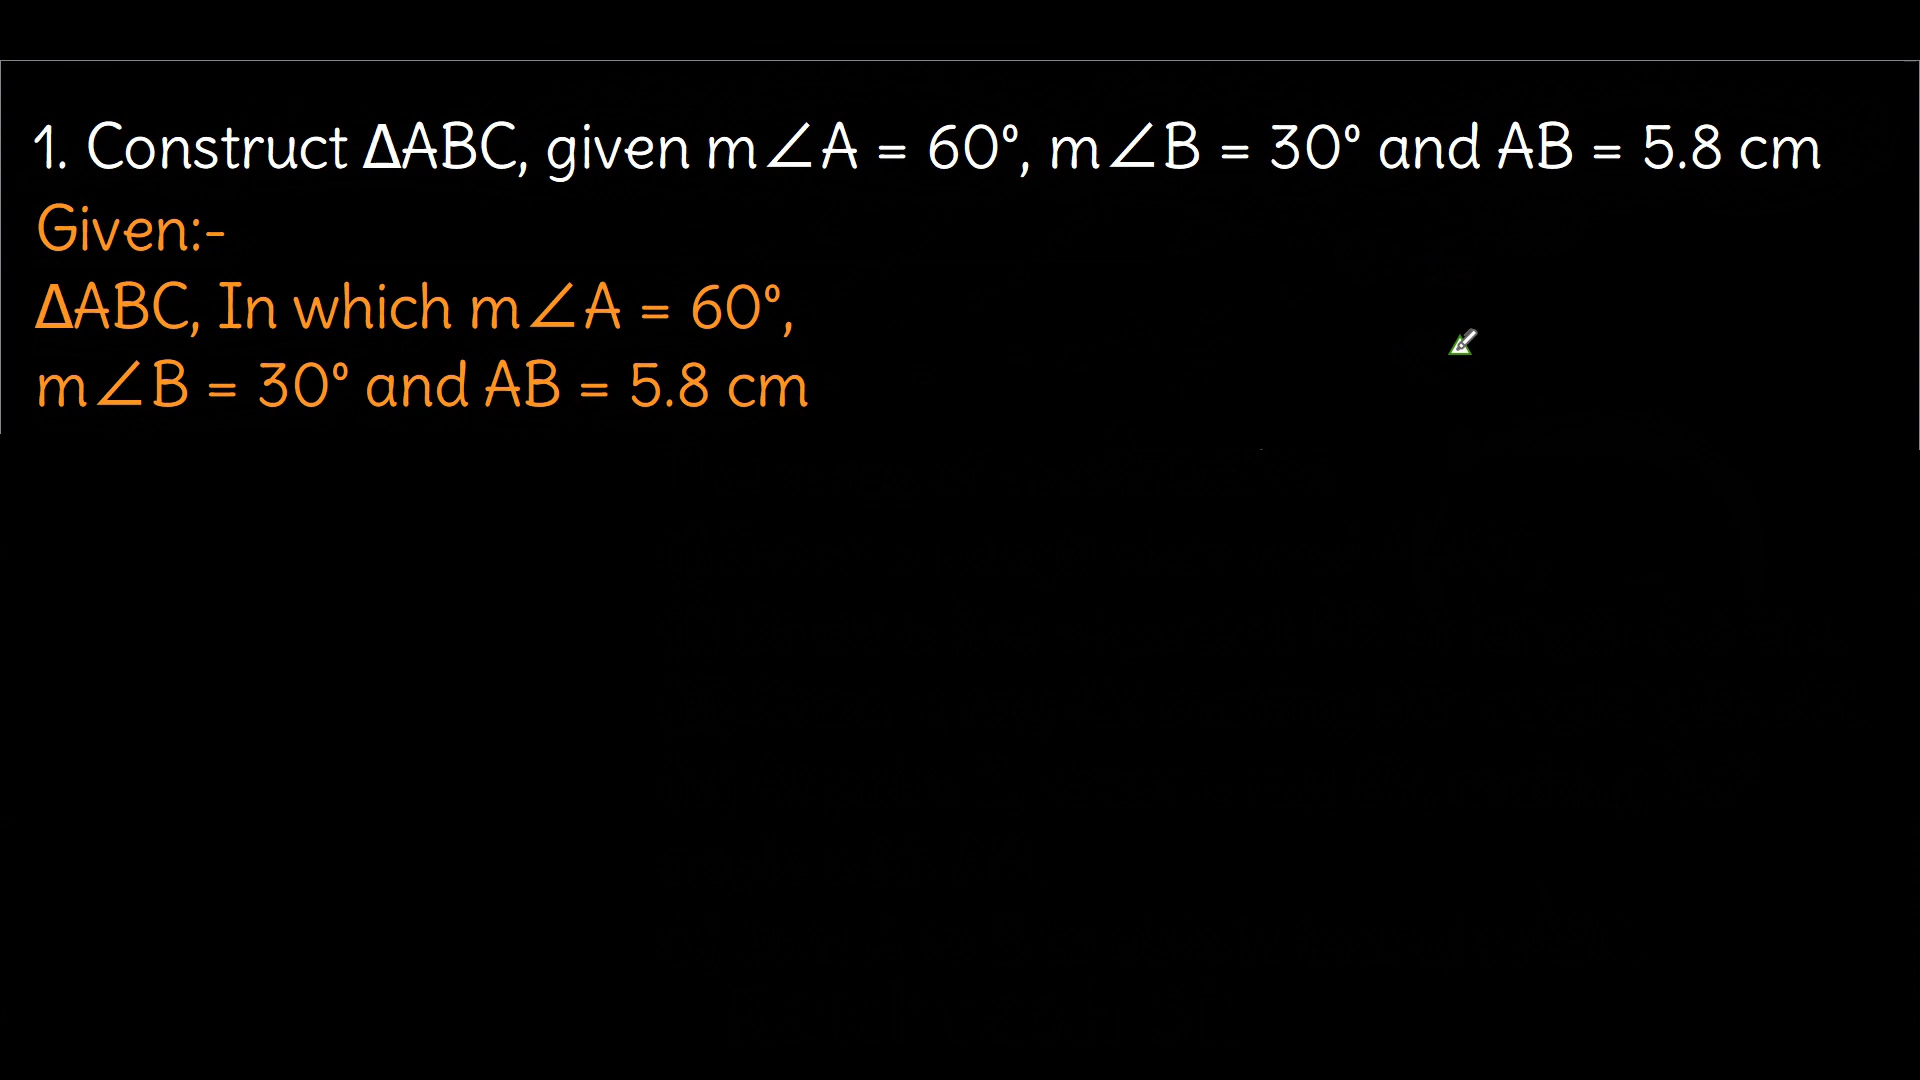 1. Construct ΔABC, given m∠A = 60°, m∠B = 30° and AB = 5.8 cm
Given:-
ΔABC, In which m∠A = 60°,
m∠B = 30° and AB = 5.8 cm